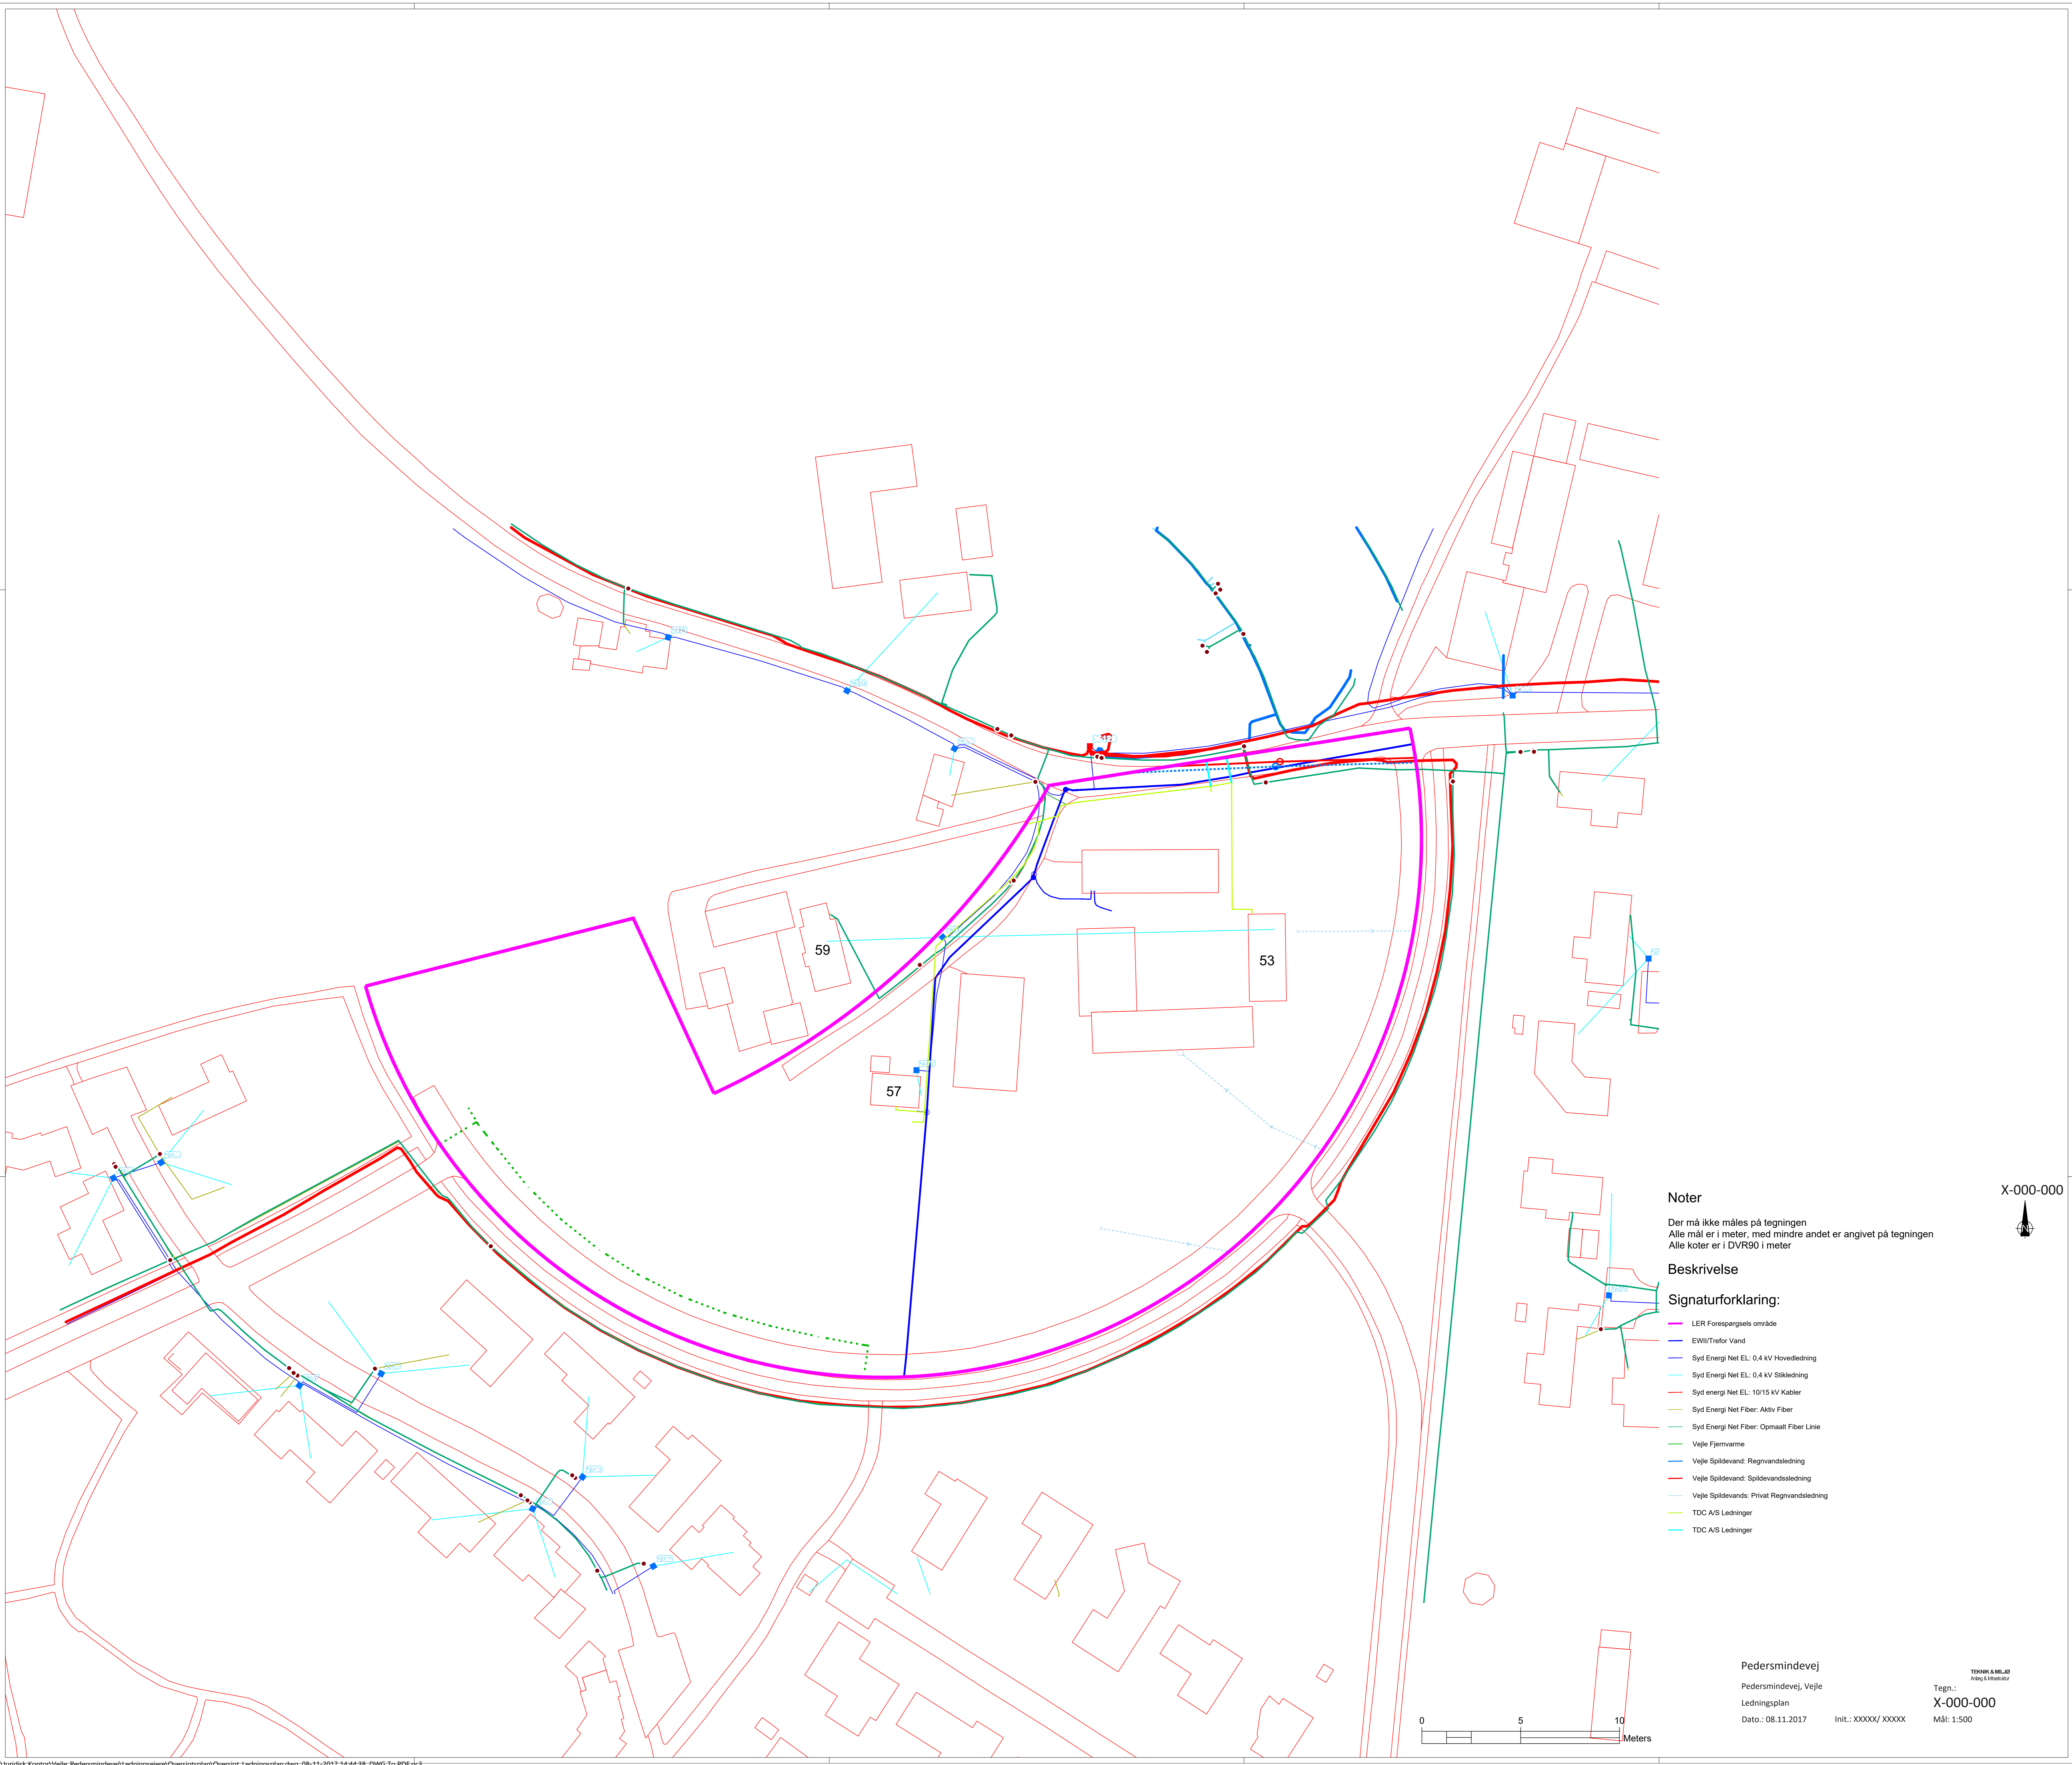 59
53
57
X-000-000
N
Noter
Der må ikke måles på tegningen
Alle mål er i meter, med mindre andet er angivet på tegningen
Alle koter er i DVR90 i meter
Beskrivelse
Signaturforklaring:
LER Forespørgsels område
EWII/Trefor Vand
Syd Energi Net EL: 0,4 kV Hovedledning
Syd Energi Net EL: 0,4 kV Stikledning
Syd energi Net EL: 10/15 kV Kabler
Syd Energi Net Fiber: Aktiv Fiber
Syd Energi Net Fiber: Opmaalt Fiber Linie
Vejle Fjernvarme
Vejle Spildevand: Regnvandsledning
Vejle Spildevand: Spildevandssledning
Vejle Spildevands: Privat Regnvandsledning
TDC A/S Ledninger
TDC A/S Ledninger
0 5 10
Meters
Pedersmindevej
TEKNIK & MILJØ
Anlæg & Infrastruktur
Pedersmindevej, Vejle
Tegn.:
Ledningsplan
X-000-000
Dato.: 08.11.2017 Init.: XXXXX/ XXXXX Mål: 1:500